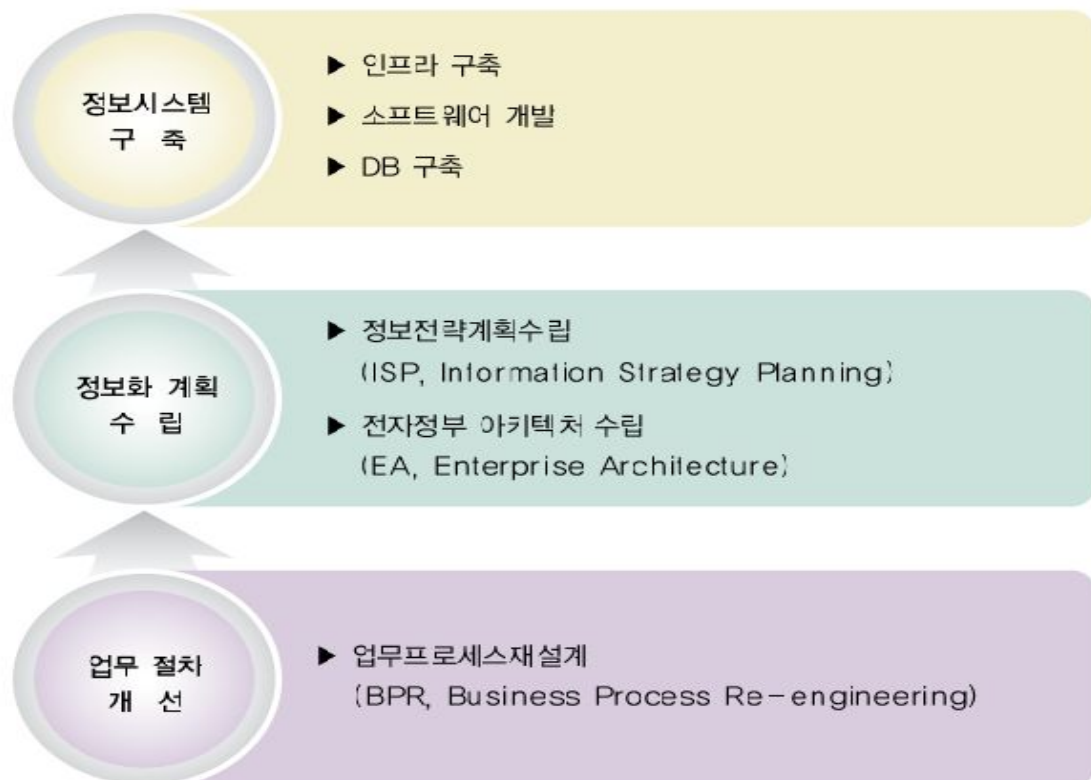 정보시스템
구 축
▶ 인프라 구축
▶ 소프트웨어 개발
▶ DB 구축
정보화 계획
수 립
▶ 정보전략계획수립
(ISP, Information Strategy Planning)
▶ 전자정부 아키텍처 수립
(EA, Enterprise Architecture)
업무 절차
개 선
▶ 업무프로세스재설계
(BPR, Business Process Re-engineering)